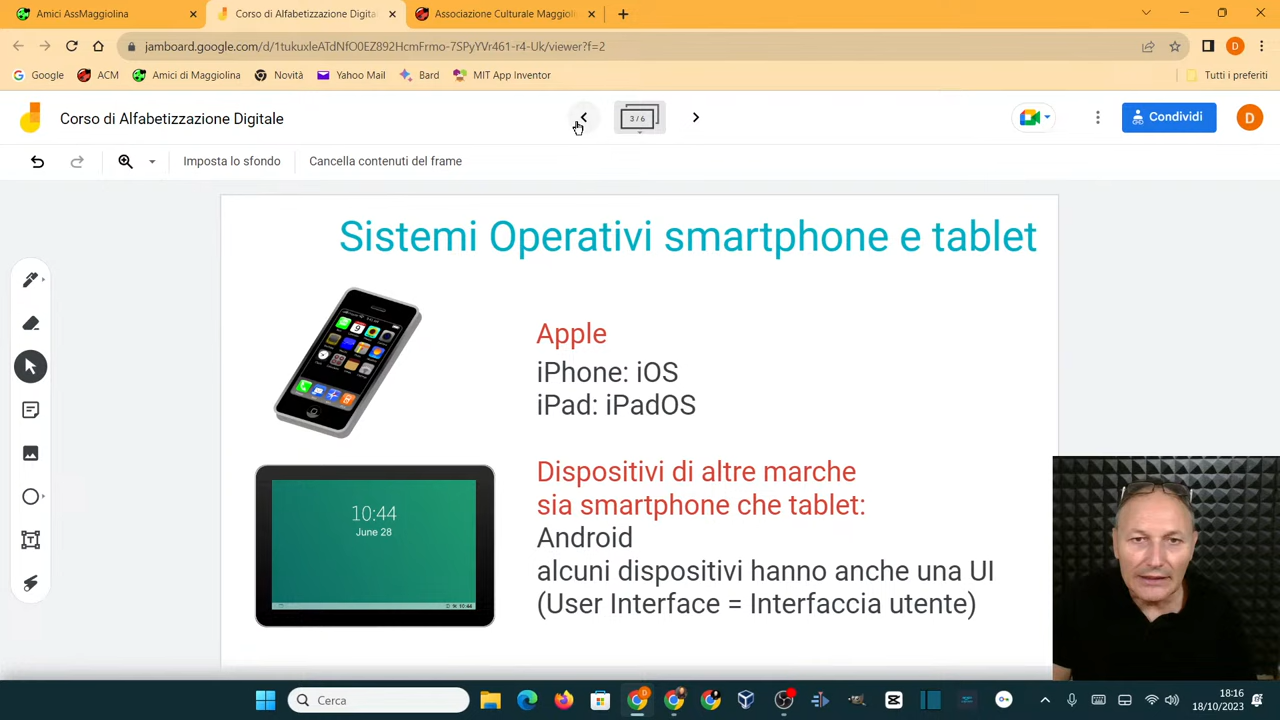 Amici AssMaggiolina
Corso di Alfabetizzazione Digita
Associazione Culturale Maggiol
jamboard.google.com/d/1tukuxleATdNfO0EZ892HcmFrmo-7SPyYVr461-r4-Uk/viewer?f=2
D
Google
ACM
Amici di Maggiolina
Novità
Yahoo Mail
Bard
MIT App Inventor
Tutti i preferiti
Corso di Alfabetizzazione Digitale
3 / 6
Condividi
D
Imposta lo sfondo
Cancella contenuti del frame
Sistemi Operativi smartphone e tablet
Apple
iPhone: iOS
iPad: iPadOS
10:44
June 28
10:44
Dispositivi di altre marche
sia smartphone che tablet:
Android
alcuni dispositivi hanno anche una UI
(User Interface = Interfaccia utente)
Cerca
18:16
18/10/2023